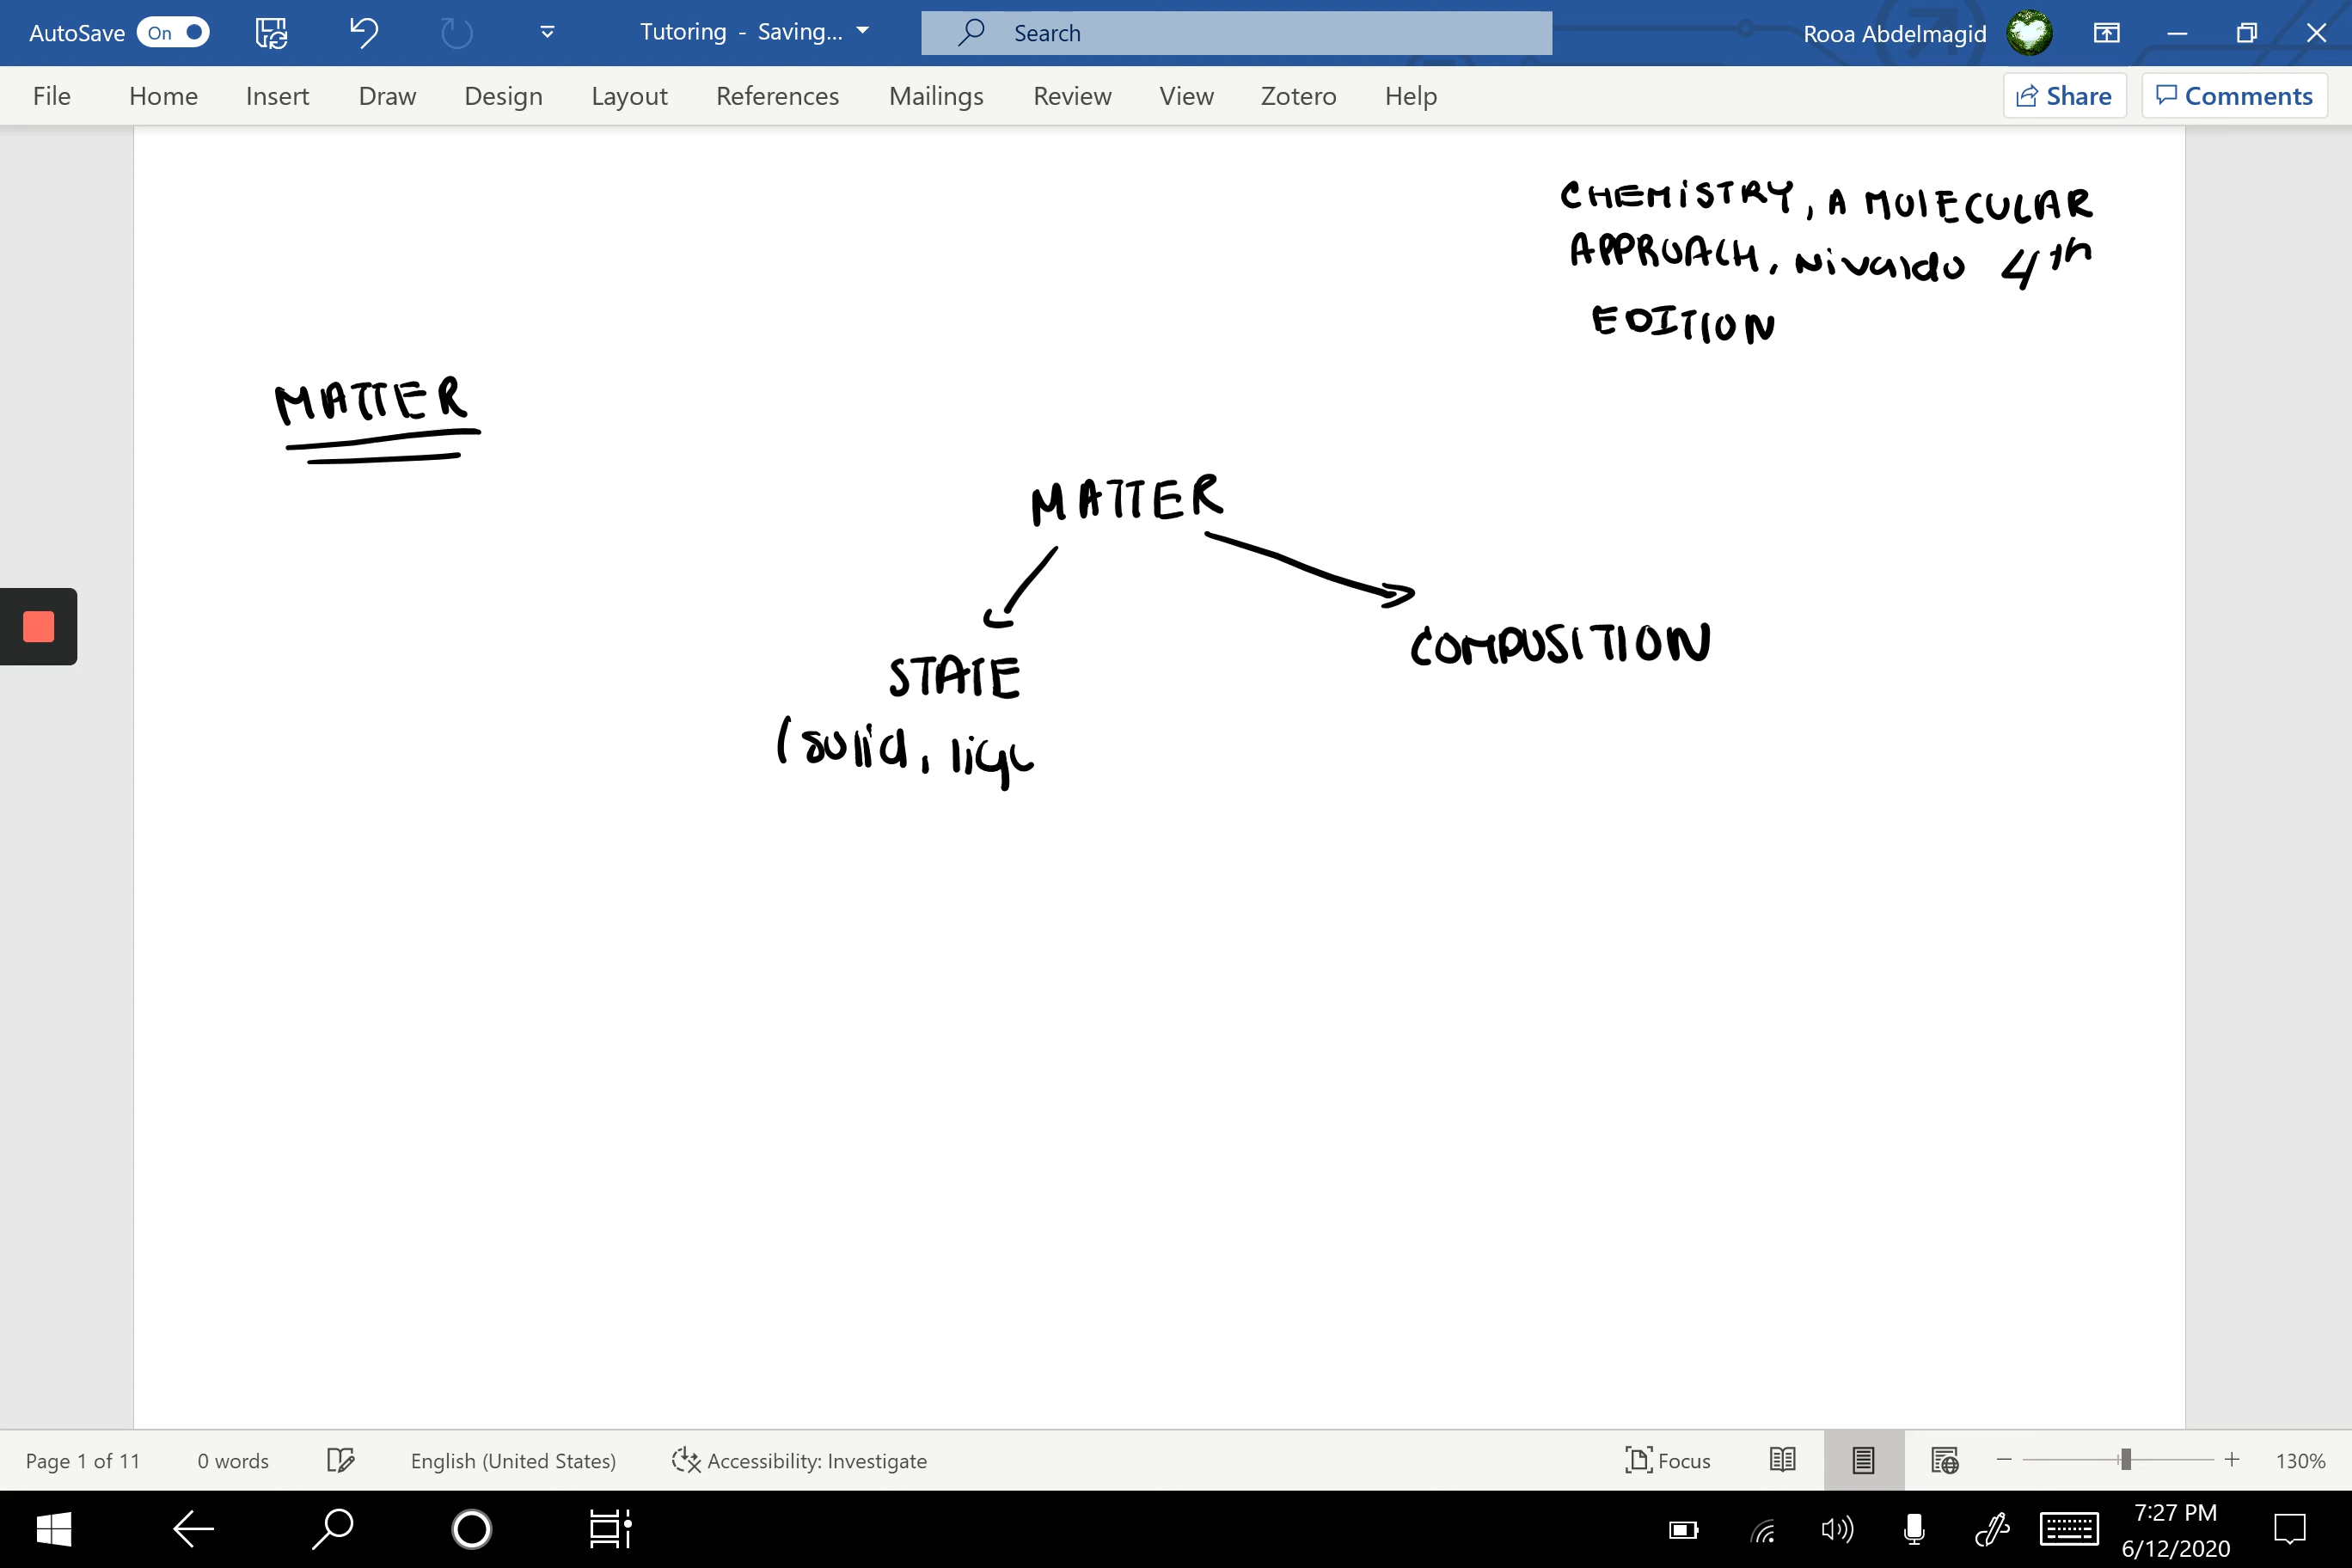 AutoSave On Tutoring - Saving... Search Rooa Abdelmagid
File Home Insert Draw Design Layout References Mailings Review View Zotero Help Share Comments
CHEMISTRY, A MOLECULAR
APPROACH, Nivaldo 4th
EDITION
MATTER
MATTER
STATE
COMPOSITION
(solid, liqu
Page 1 of 11 0 words English (United States) Accessibility: Investigate Focus 130%
7:27 PM
6/12/2020